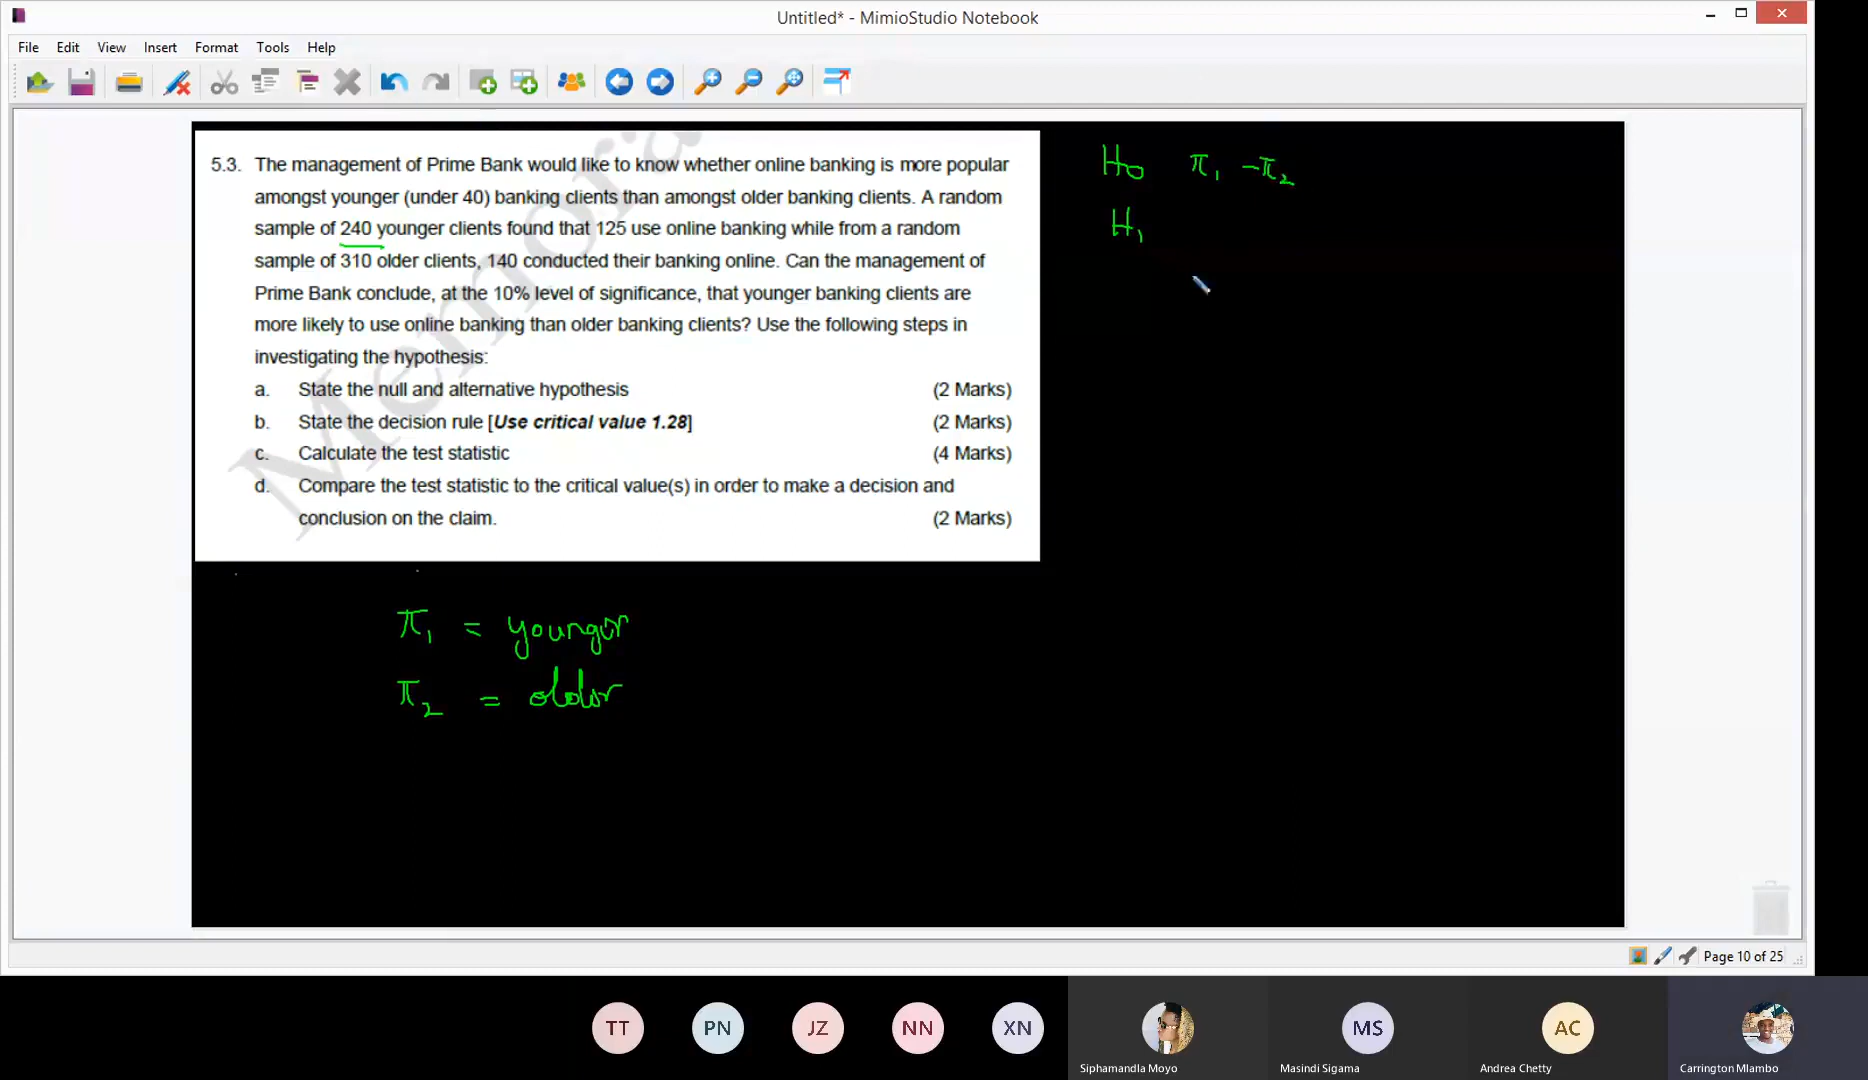 Untitled* - MimioStudio Notebook
File Edit View Insert Format Tools Help
5.3. The management of Prime Bank would like to know whether online banking is more popular
amongst younger (under 40) banking clients than amongst older banking clients. A random
sample of 240 younger clients found that 125 use online banking while from a random
sample of 310 older clients, 140 conducted their banking online. Can the management of
Prime Bank conclude, at the 10% level of significance, that younger banking clients are
more likely to use online banking than older banking clients? Use the following steps in
investigating the hypothesis:
a. State the null and alternative hypothesis (2 Marks)
b. State the decision rule [Use critical value 1.28] (2 Marks)
c. Calculate the test statistic (4 Marks)
d. Compare the test statistic to the critical value(s) in order to make a decision and
conclusion on the claim. (2 Marks)
Memora
H₀ π₁ -π₂
H₁
π₁ = younger
π₂ = older
Page 10 of 25
TT PN JZ NN XN MS AC
Siphamandla Moyo Masindi Sigama Andrea Chetty Carrington Mlambo